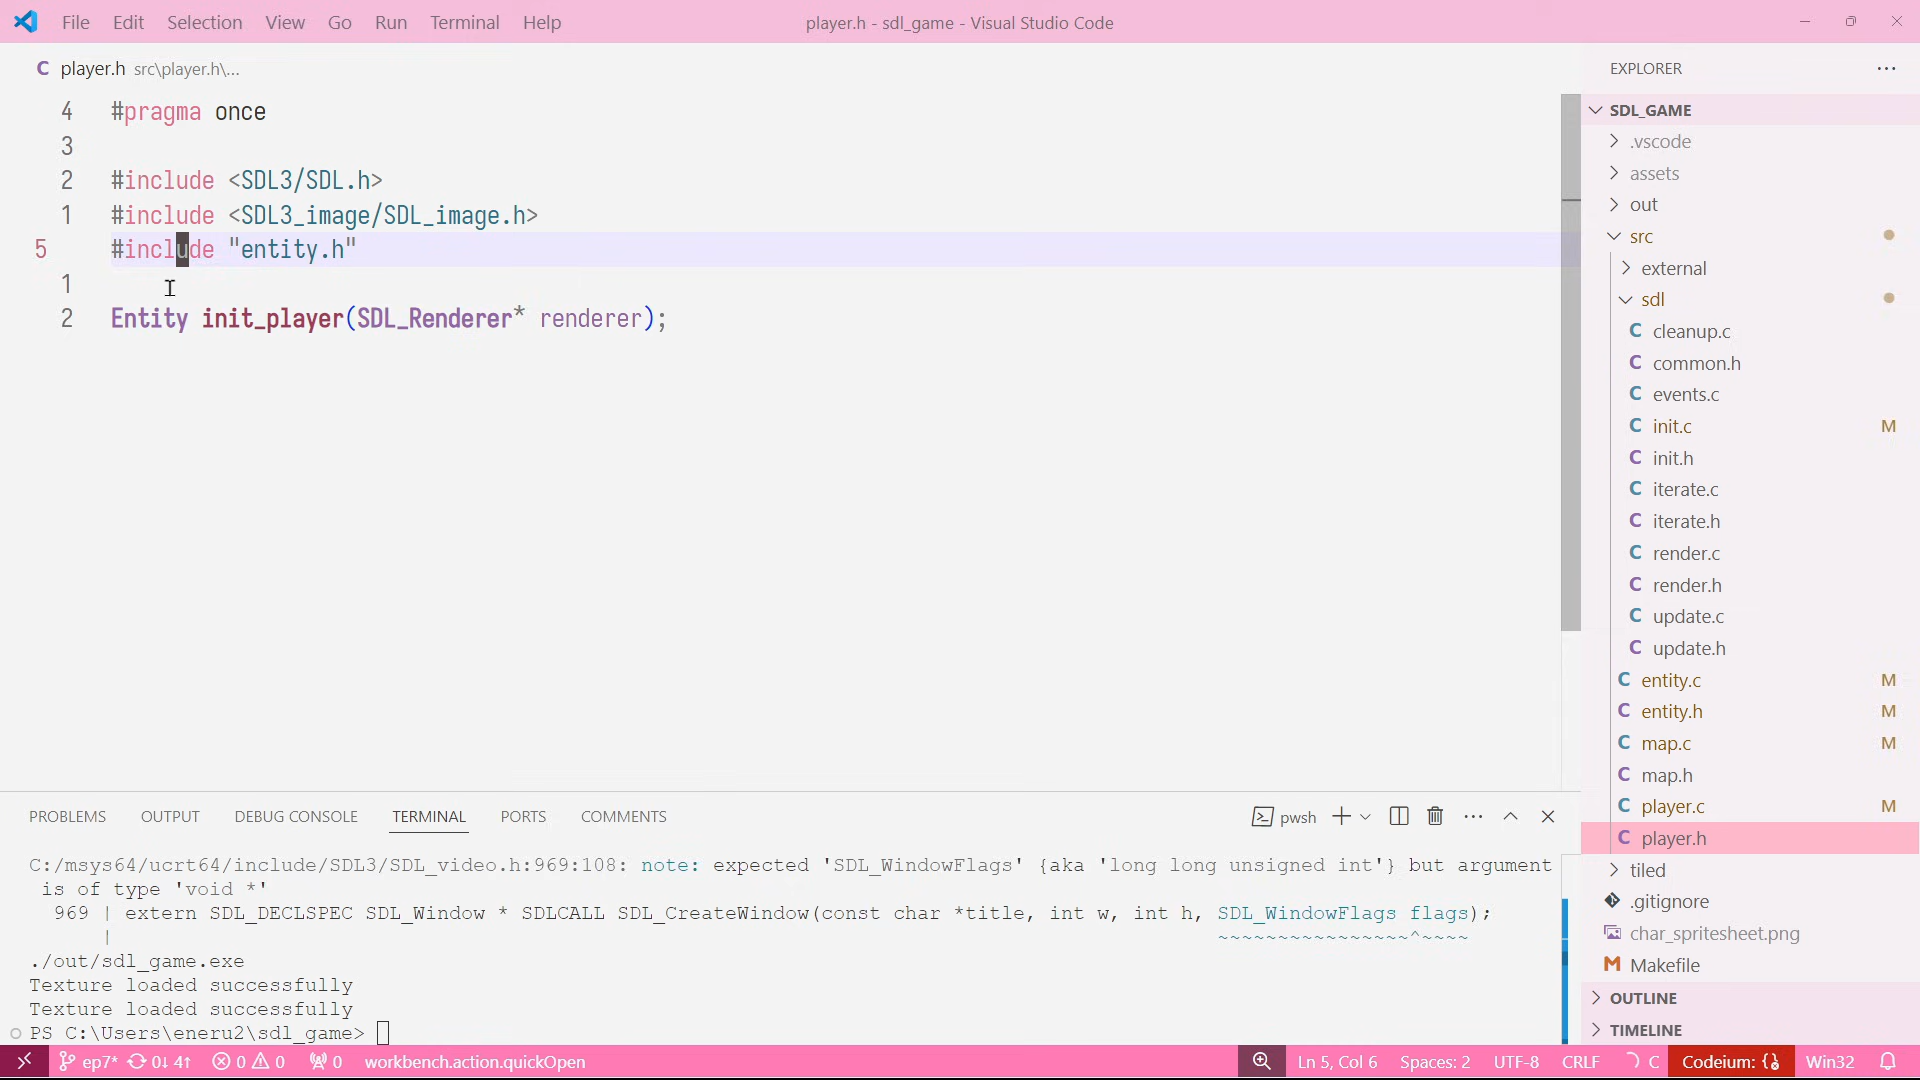 File Edit Selection View Go Run Terminal Help
player.h - sdl_game - Visual Studio Code
C player.h src\player.h\...
4 #pragma once
3
2 #include <SDL3/SDL.h>
1 #include <SDL3_image/SDL_image.h>
5 #include "entity.h"
1
2 Entity init_player(SDL_Renderer* renderer);
EXPLORER
SDL_GAME
.vscode
assets
out
src
external
sdl
C cleanup.c
C common.h
C events.c
C init.c M
C init.h
C iterate.c
C iterate.h
C render.c
C render.h
C update.c
C update.h
C entity.c M
C entity.h M
C map.c M
C map.h
C player.c M
C player.h
tiled
.gitignore
char_spritesheet.png
Makefile
OUTLINE
TIMELINE
PROBLEMS OUTPUT DEBUG CONSOLE TERMINAL PORTS COMMENTS
pwsh
C:/msys64/ucrt64/include/SDL3/SDL_video.h:969:108: note: expected 'SDL_WindowFlags' {aka 'long long unsigned int'} but argument
is of type 'void *'
969 | extern SDL_DECLSPEC SDL_Window * SDLCALL SDL_CreateWindow(const char *title, int w, int h, SDL_WindowFlags flags);
| ~~~~~~~~~~~~~~~~^~~~~
./out/sdl_game.exe
Texture loaded successfully
Texture loaded successfully
PS C:\Users\eneru2\sdl_game>
ep7* 0↓ 4↑ 0 0 0 workbench.action.quickOpen Ln 5, Col 6 Spaces: 2 UTF-8 CRLF C Codeium: {} Win32